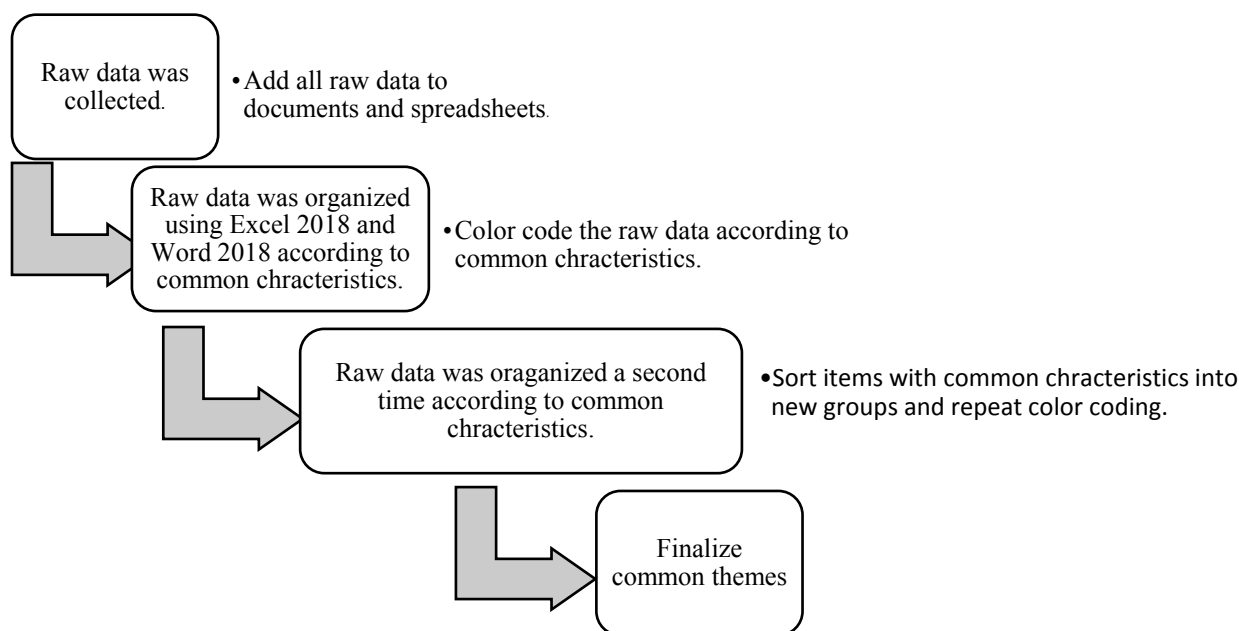 Raw data was
collected.
•Add all raw data to
documents and spreadsheets.
Raw data was organized
using Excel 2018 and
Word 2018 according to
common chracteristics.
•Color code the raw data according to
common chracteristics.
Raw data was oraganized a second
time according to common
chracteristics.
•Sort items with common chracteristics into
new groups and repeat color coding.
Finalize
common themes